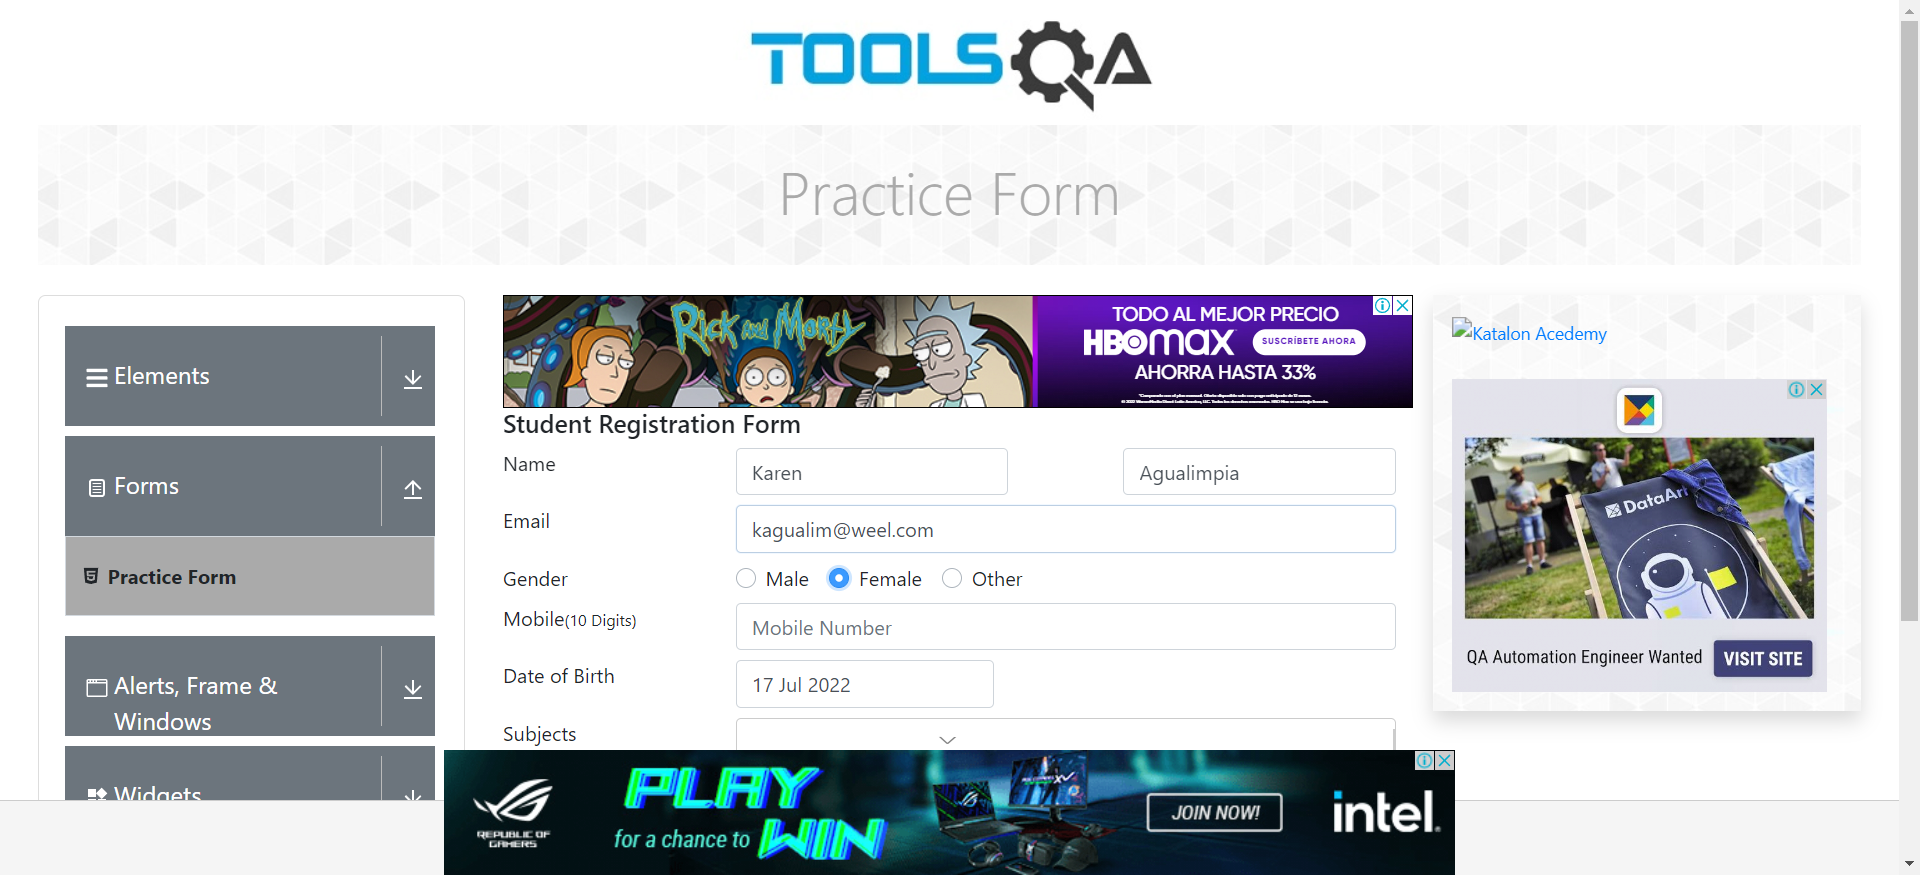 TOOLSQA
Practice Form
Elements
Forms
Practice Form
Alerts, Frame &
Windows
Widgets
Rick and Morty
TODO AL MEJOR PRECIO
HBOmax
SUSCRÍBETE AHORA
AHORRA HASTA 33%
Student Registration Form
Name
Karen
Agualimpia
Email
kagualim@weel.com
Gender
Male
Female
Other
Mobile(10 Digits)
Mobile Number
Date of Birth
17 Jul 2022
Subjects
Katalon Acedemy
DataArt
QA Automation Engineer Wanted
VISIT SITE
REPUBLIC OF
GAMERS
PLAY
for a chance to WIN
JOIN NOW!
intel.